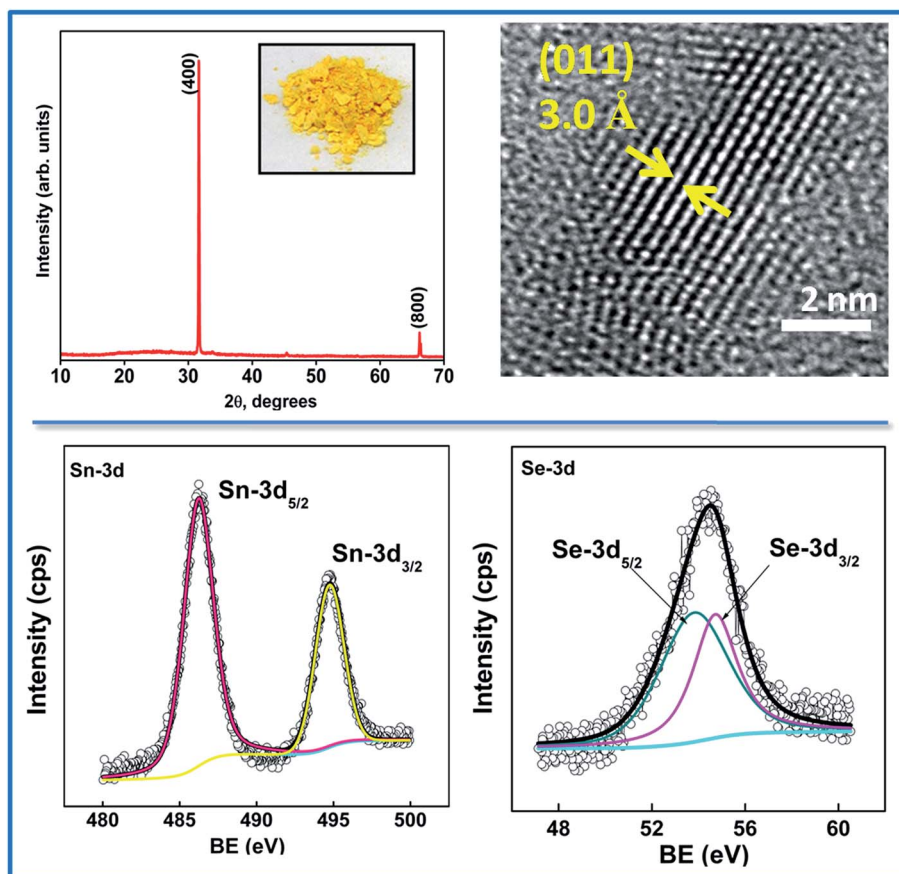 (400)
(800)
Intensity (arb. units)
10 20 30 40 50 60 70
2θ, degrees
(011)
3.0 Å
2 nm
Sn-3d
Sn-3d5/2
Sn-3d3/2
Intensity (cps)
480 485 490 495 500
BE (eV)
Se-3d
Se-3d5/2
Se-3d3/2
Intensity (cps)
48 52 56 60
BE (eV)